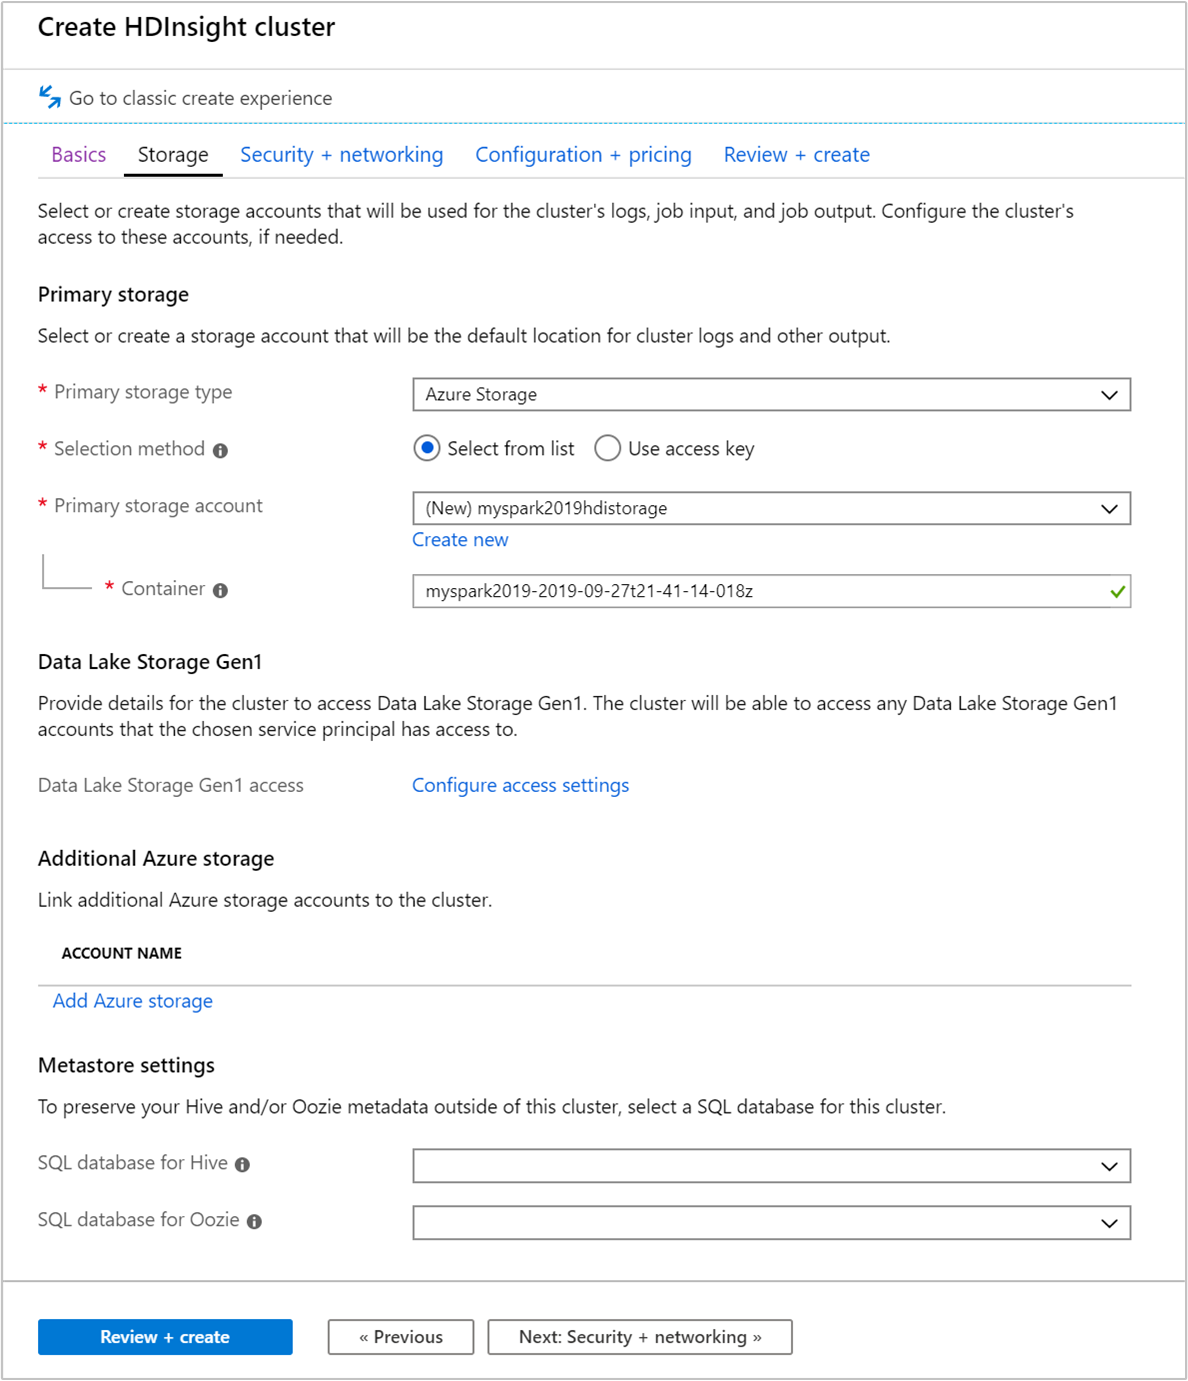 Create HDInsight cluster
Go to classic create experience
Basics Storage Security + networking Configuration + pricing Review + create
Select or create storage accounts that will be used for the cluster's logs, job input, and job output. Configure the cluster's
access to these accounts, if needed.
Primary storage
Select or create a storage account that will be the default location for cluster logs and other output.
* Primary storage type Azure Storage
* Selection method Select from list Use access key
* Primary storage account (New) myspark2019hdistorage
Create new
* Container myspark2019-2019-09-27t21-41-14-018z
Data Lake Storage Gen1
Provide details for the cluster to access Data Lake Storage Gen1. The cluster will be able to access any Data Lake Storage Gen1
accounts that the chosen service principal has access to.
Data Lake Storage Gen1 access Configure access settings
Additional Azure storage
Link additional Azure storage accounts to the cluster.
ACCOUNT NAME
Add Azure storage
Metastore settings
To preserve your Hive and/or Oozie metadata outside of this cluster, select a SQL database for this cluster.
SQL database for Hive
SQL database for Oozie
Review + create « Previous Next: Security + networking »